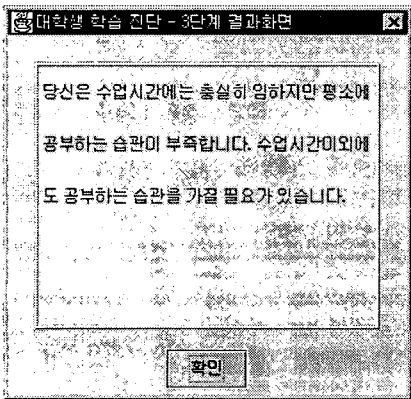 대학생 학습 진단 - 3단계 결과화면
당신은 수업시간에는 충실히 임하지만 평소에
공부하는 습관이 부족합니다. 수업시간이외에
도 공부하는 습관을 가질 필요가 있습니다.
확인